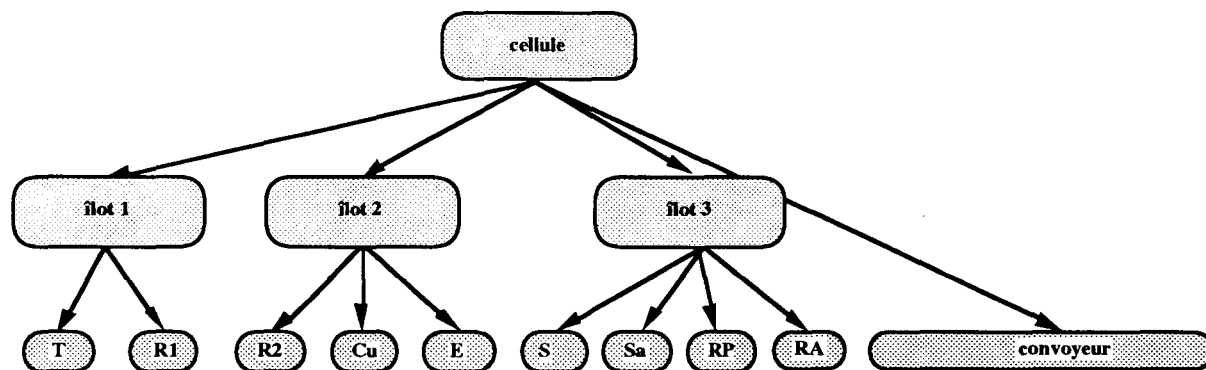 cellule
îlot 1
îlot 2
îlot 3
T
R1
R2
Cu
E
S
Sa
RP
RA
convoyeur